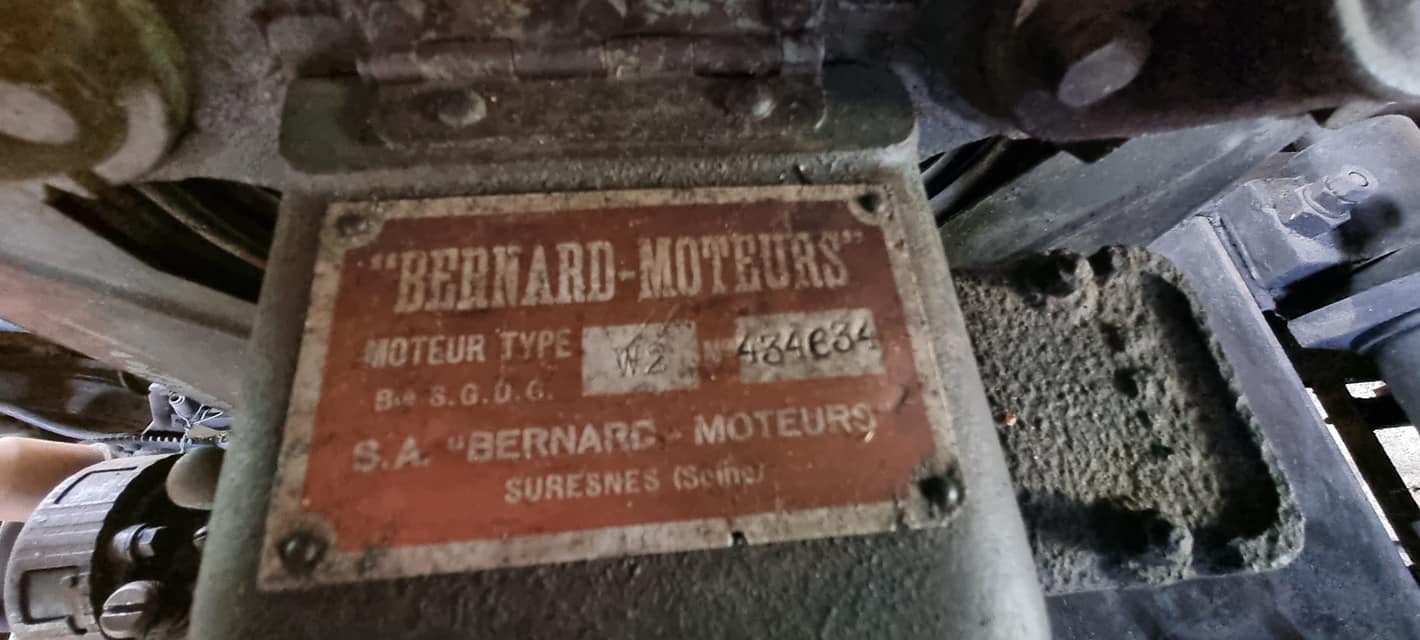 "BERNARD-MOTEURS"
MOTEUR TYPE W2 N° 434634
Bté S.G.D.G.
S.A. "BERNARD - MOTEURS"
SURESNES (Seine)